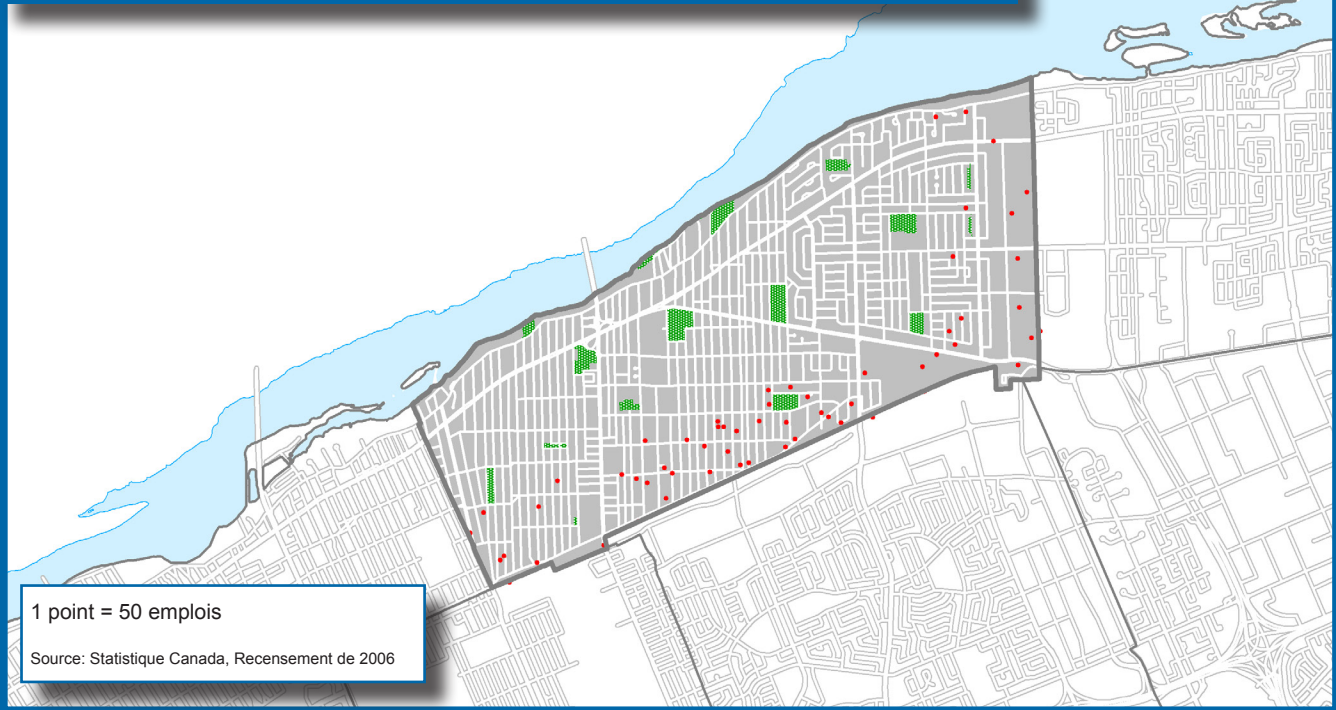 1 point = 50 emplois
Source: Statistique Canada, Recensement de 2006